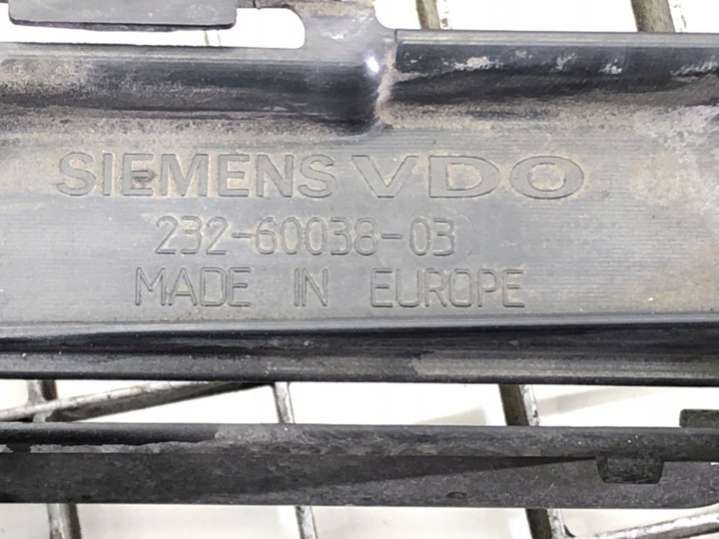 SIEMENS VDO
232-60038-03
MADE IN EUROPE